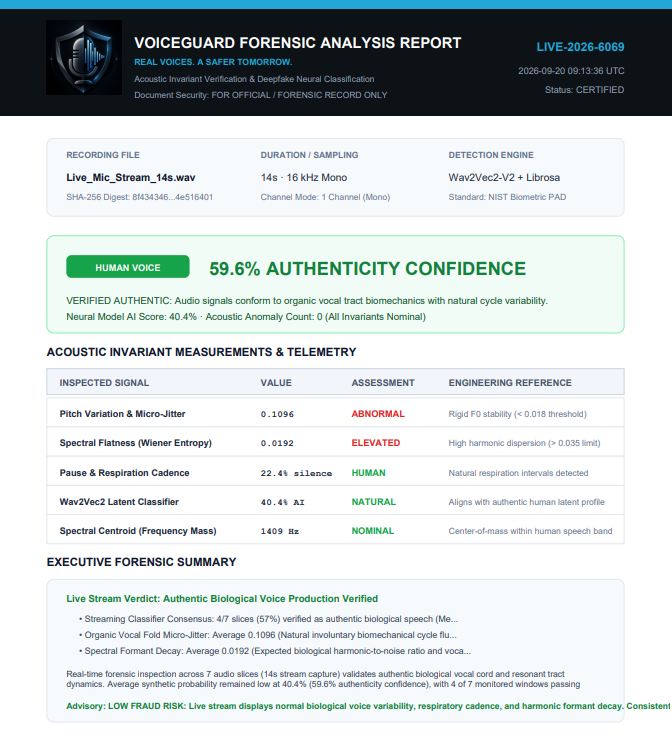 VOICEGUARD FORENSIC ANALYSIS REPORT
REAL VOICES. A SAFER TOMORROW.
Acoustic Invariant Verification & Deepfake Neural Classification
Document Security: FOR OFFICIAL / FORENSIC RECORD ONLY
LIVE-2026-6069
2026-09-20 09:13:36 UTC
Status: CERTIFIED
RECORDING FILE DURATION / SAMPLING DETECTION ENGINE
Live_Mic_Stream_14s.wav 14s · 16 kHz Mono Wav2Vec2-V2 + Librosa
SHA-256 Digest: 8f434346...4e516401 Channel Mode: 1 Channel (Mono) Standard: NIST Biometric PAD
HUMAN VOICE 59.6% AUTHENTICITY CONFIDENCE
VERIFIED AUTHENTIC: Audio signals conform to organic vocal tract biomechanics with natural cycle variability.
Neural Model AI Score: 40.4% · Acoustic Anomaly Count: 0 (All Invariants Nominal)
ACOUSTIC INVARIANT MEASUREMENTS & TELEMETRY
INSPECTED SIGNAL VALUE ASSESSMENT ENGINEERING REFERENCE
Pitch Variation & Micro-Jitter 0.1096 ABNORMAL Rigid F0 stability (< 0.018 threshold)
Spectral Flatness (Wiener Entropy) 0.0192 ELEVATED High harmonic dispersion (> 0.035 limit)
Pause & Respiration Cadence 22.4% silence HUMAN Natural respiration intervals detected
Wav2Vec2 Latent Classifier 40.4% AI NATURAL Aligns with authentic human latent profile
Spectral Centroid (Frequency Mass) 1409 Hz NOMINAL Center-of-mass within human speech band
EXECUTIVE FORENSIC SUMMARY
Live Stream Verdict: Authentic Biological Voice Production Verified
• Streaming Classifier Consensus: 4/7 slices (57%) verified as authentic biological speech (Me...
• Organic Vocal Fold Micro-Jitter: Average 0.1096 (Natural involuntary biomechanical cycle flu...
• Spectral Formant Decay: Average 0.0192 (Expected biological harmonic-to-noise ratio and voca...
Real-time forensic inspection across 7 audio slices (14s stream capture) validates authentic biological vocal cord and resonant tract
dynamics. Average synthetic probability remained low at 40.4% (59.6% authenticity confidence), with 4 of 7 monitored windows passing
Advisory: LOW FRAUD RISK: Live stream displays normal biological voice variability, respiratory cadence, and harmonic formant decay. Consistent